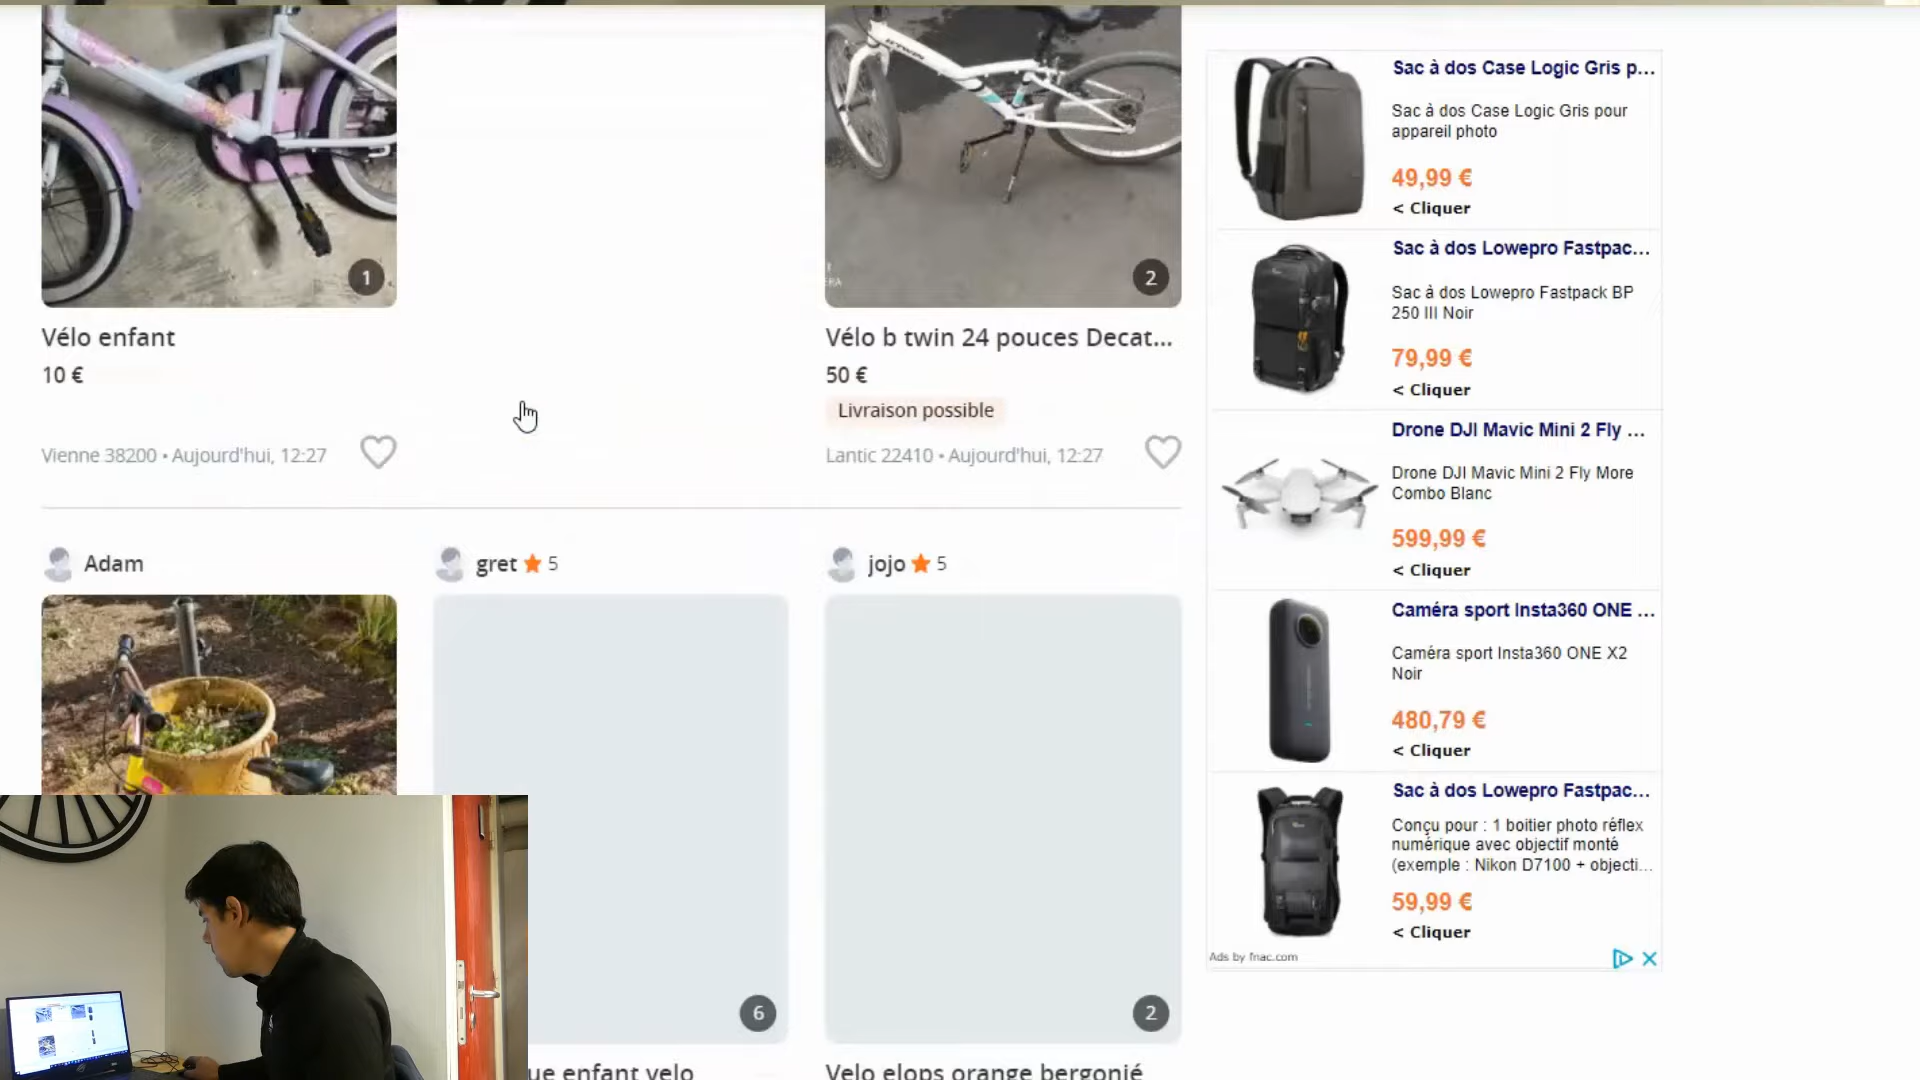 1
Vélo enfant
10 €
Vienne 38200 • Aujourd'hui, 12:27
2
Vélo b twin 24 pouces Decat...
50 €
Livraison possible
Lantic 22410 • Aujourd'hui, 12:27
Adam
gret 5
jojo 5
6
ue enfant velo
2
Velo elops orange bergonié
Sac à dos Case Logic Gris p...
Sac à dos Case Logic Gris pour
appareil photo
49,99 €
< Cliquer
Sac à dos Lowepro Fastpac...
Sac à dos Lowepro Fastpack BP
250 III Noir
79,99 €
< Cliquer
Drone DJI Mavic Mini 2 Fly ...
Drone DJI Mavic Mini 2 Fly More
Combo Blanc
599,99 €
< Cliquer
Caméra sport Insta360 ONE ...
Caméra sport Insta360 ONE X2
Noir
480,79 €
< Cliquer
Sac à dos Lowepro Fastpac...
Conçu pour : 1 boitier photo réflex
numérique avec objectif monté
(exemple : Nikon D7100 + objecti...
59,99 €
< Cliquer
Ads by fnac.com